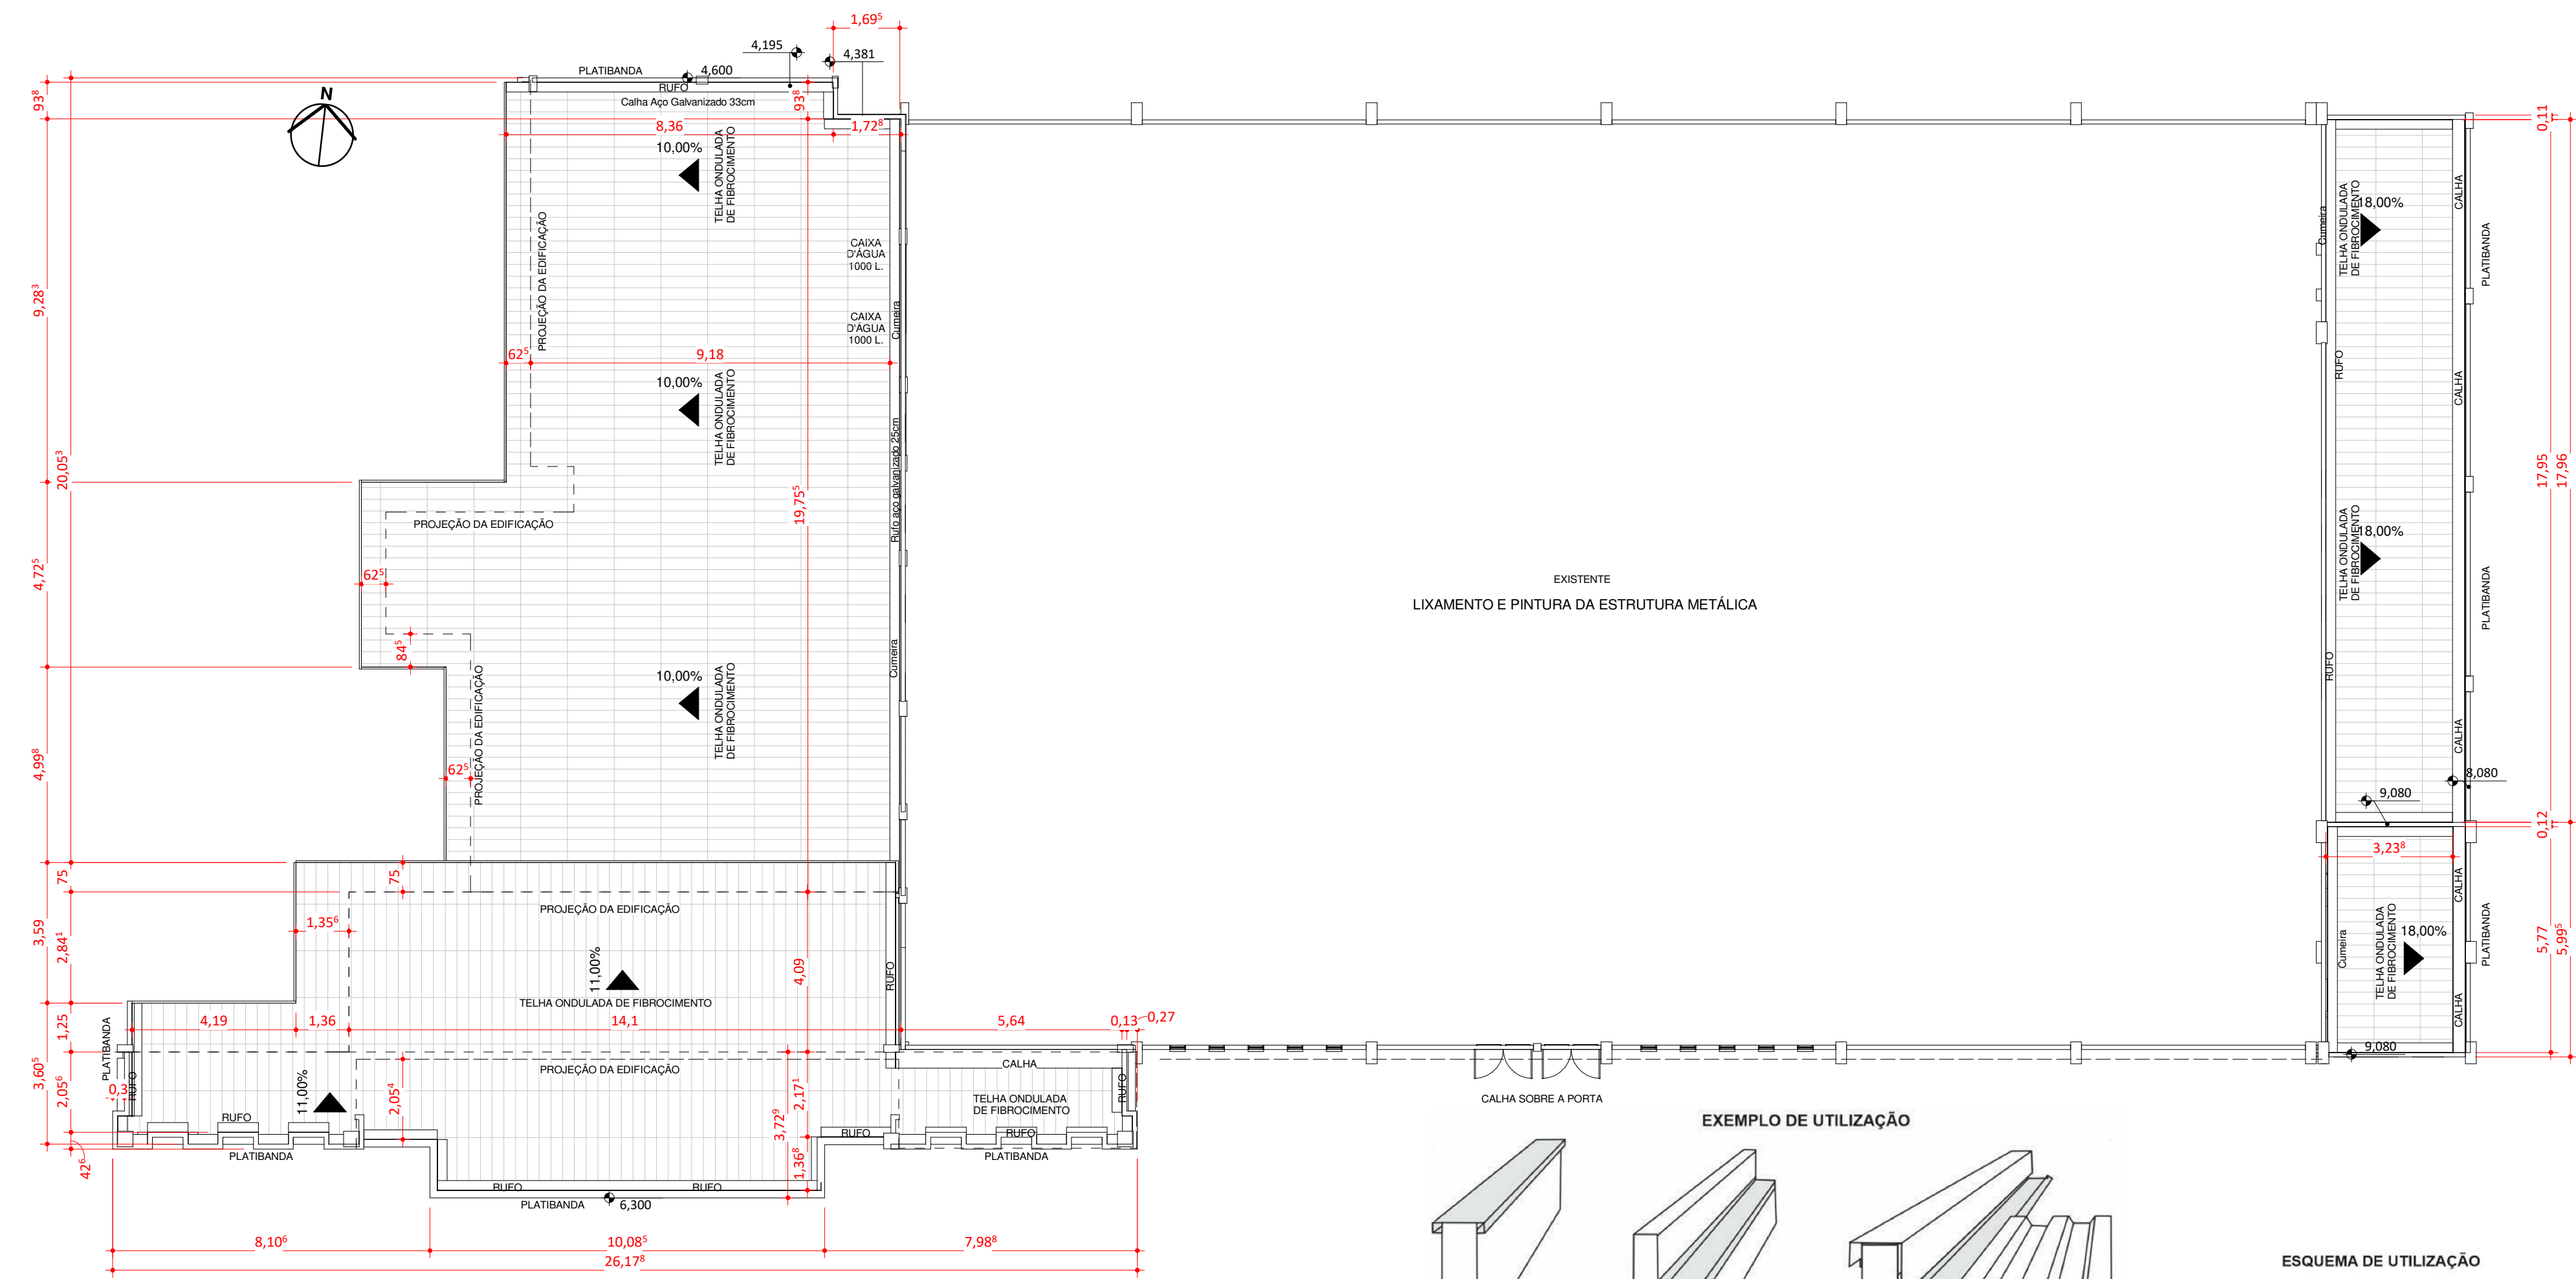 1,69⁵
4,195
4,381
PLATIBANDA
4,600
RUFO
Calha Aço Galvanizado 33cm
N
93⁸
93⁸
8,36
1,72⁸
0,11
10,00%
TELHA ONDULADA
DE FIBROCIMENTO
PROJEÇÃO DA EDIFICAÇÃO
CAIXA
D'ÁGUA
1000 L.
CAIXA
D'ÁGUA
1000 L.
Cumeira
9,28³
62⁵
9,18
10,00%
TELHA ONDULADA
DE FIBROCIMENTO
Rufo aço galvanizado 25cm
20,05³
19,75⁵
PROJEÇÃO DA EDIFICAÇÃO
4,72⁵
62⁵
84⁵
Cumeira
PROJEÇÃO DA EDIFICAÇÃO
10,00%
TELHA ONDULADA
DE FIBROCIMENTO
4,99⁸
62⁵
EXISTENTE
LIXAMENTO E PINTURA DA ESTRUTURA METÁLICA
Cumeira
TELHA ONDULADA
DE FIBROCIMENTO
18,00%
CALHA
PLATIBANDA
RUFO
CALHA
17,95
17,96
TELHA ONDULADA
DE FIBROCIMENTO
18,00%
PLATIBANDA
RUFO
CALHA
8,080
9,080
0,12
3,23⁸
CALHA
Cumeira
TELHA ONDULADA
DE FIBROCIMENTO
18,00%
PLATIBANDA
CALHA
5,77
5,99⁵
9,080
75
75
3,59
2,84¹
1,35⁶
PROJEÇÃO DA EDIFICAÇÃO
11,00%
TELHA ONDULADA DE FIBROCIMENTO
4,09
RUFO
1,25
4,19
1,36
14,1
5,64
0,13
0,27
PLATIBANDA
0,3
RUFO
3,60⁵
2,05⁶
11,00%
RUFO
PROJEÇÃO DA EDIFICAÇÃO
2,05⁴
2,17¹
3,72⁹
CALHA
TELHA ONDULADA
DE FIBROCIMENTO
RUFO
RUFO
RUFO
PLATIBANDA
PLATIBANDA
42⁶
1,36⁸
RUFO
RUFO
PLATIBANDA
6,300
8,10⁶
10,08⁵
7,98⁸
26,17⁸
CALHA SOBRE A PORTA
EXEMPLO DE UTILIZAÇÃO
ESQUEMA DE UTILIZAÇÃO